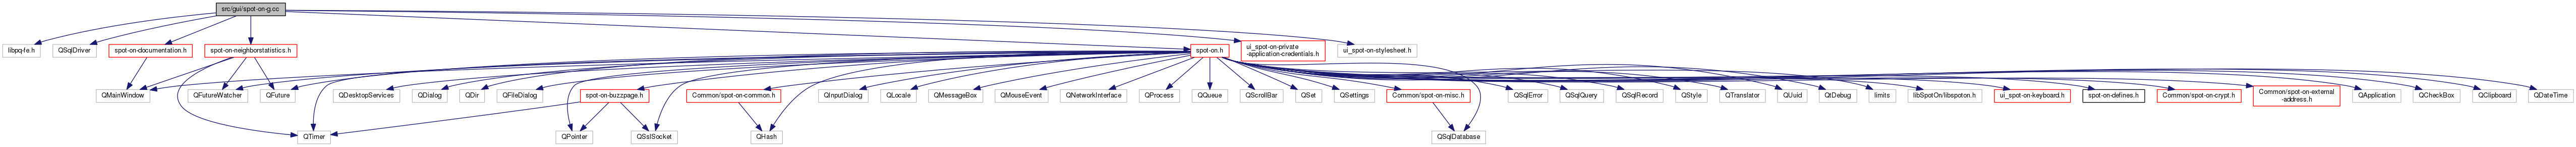 src/gui/spot-on-g.cc
libpq-fe.h
QSqlDriver
spot-on-documentation.h
spot-on-neighborstatistics.h
spot-on.h
ui_spot-on-private
-application-credentials.h
ui_spot-on-stylesheet.h
QMainWindow
QFutureWatcher
QFuture
QDesktopServices
QDialog
QDir
QFileDialog
spot-on-buzzpage.h
Common/spot-on-common.h
QInputDialog
QLocale
QMessageBox
QMouseEvent
QNetworkInterface
QProcess
QQueue
QScrollBar
QSet
QSettings
Common/spot-on-misc.h
QSqlError
QSqlQuery
QSqlRecord
QStyle
QTranslator
QUuid
QtDebug
limits
libSpotOn/libspoton.h
ui_spot-on-keyboard.h
spot-on-defines.h
Common/spot-on-crypt.h
Common/spot-on-external
-address.h
QApplication
QCheckBox
QClipboard
QDateTime
QTimer
QPointer
QSslSocket
QHash
QSqlDatabase